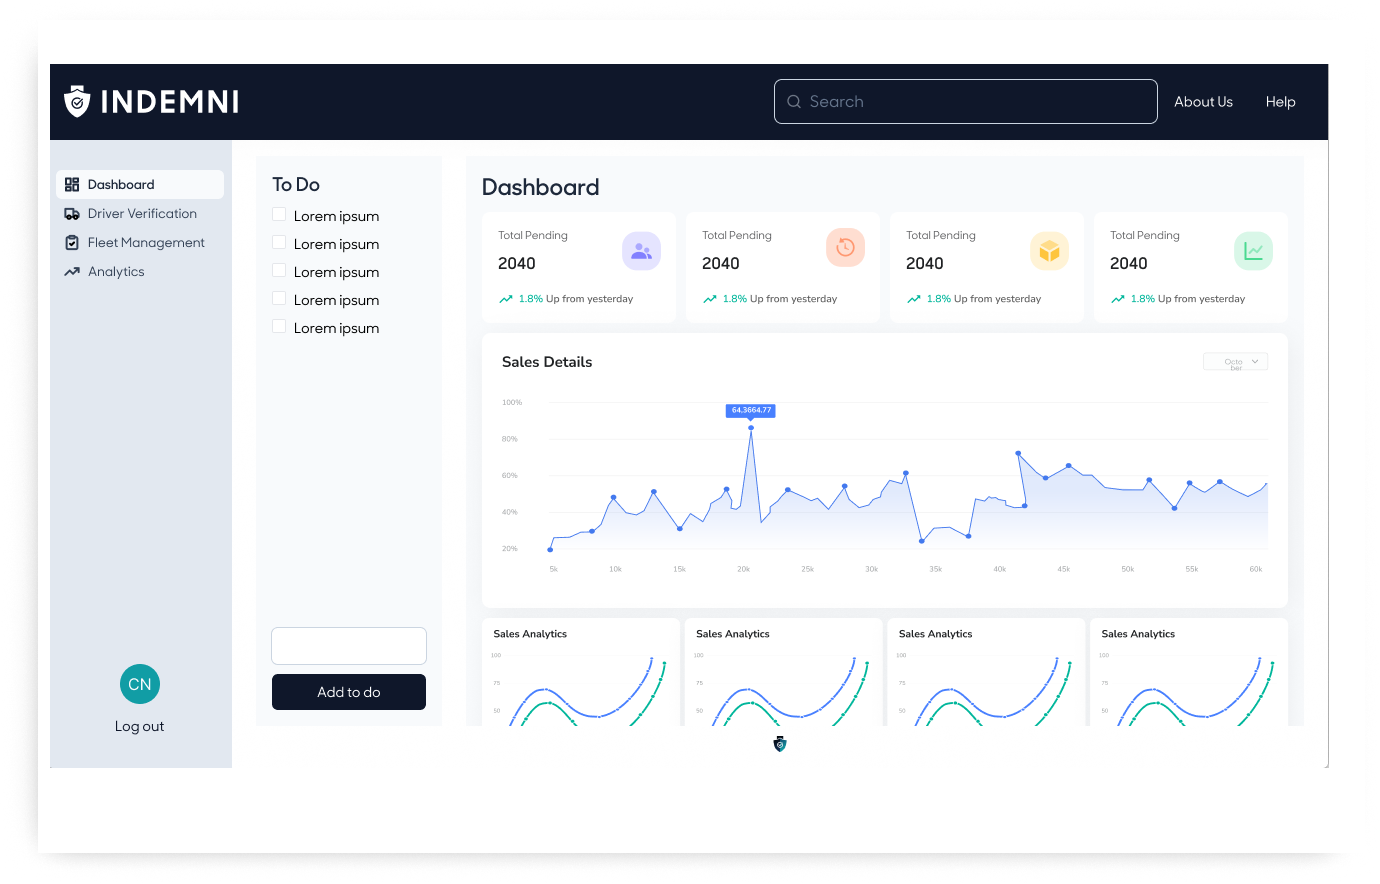 INDEMNI
Search
About Us
Help
Dashboard
Driver Verification
Fleet Management
Analytics
CN
Log out
To Do
Lorem ipsum
Lorem ipsum
Lorem ipsum
Lorem ipsum
Lorem ipsum
Add to do
Dashboard
Total Pending
2040
1.8% Up from yesterday
Total Pending
2040
1.8% Up from yesterday
Total Pending
2040
1.8% Up from yesterday
Total Pending
2040
1.8% Up from yesterday
Sales Details
Octo
ber
100%
80%
60%
40%
20%
64,3664.77
5k 10k 15k 20k 25k 30k 35k 40k 45k 50k 55k 60k
Sales Analytics
100
75
50
Sales Analytics
100
75
50
Sales Analytics
100
75
50
Sales Analytics
100
75
50